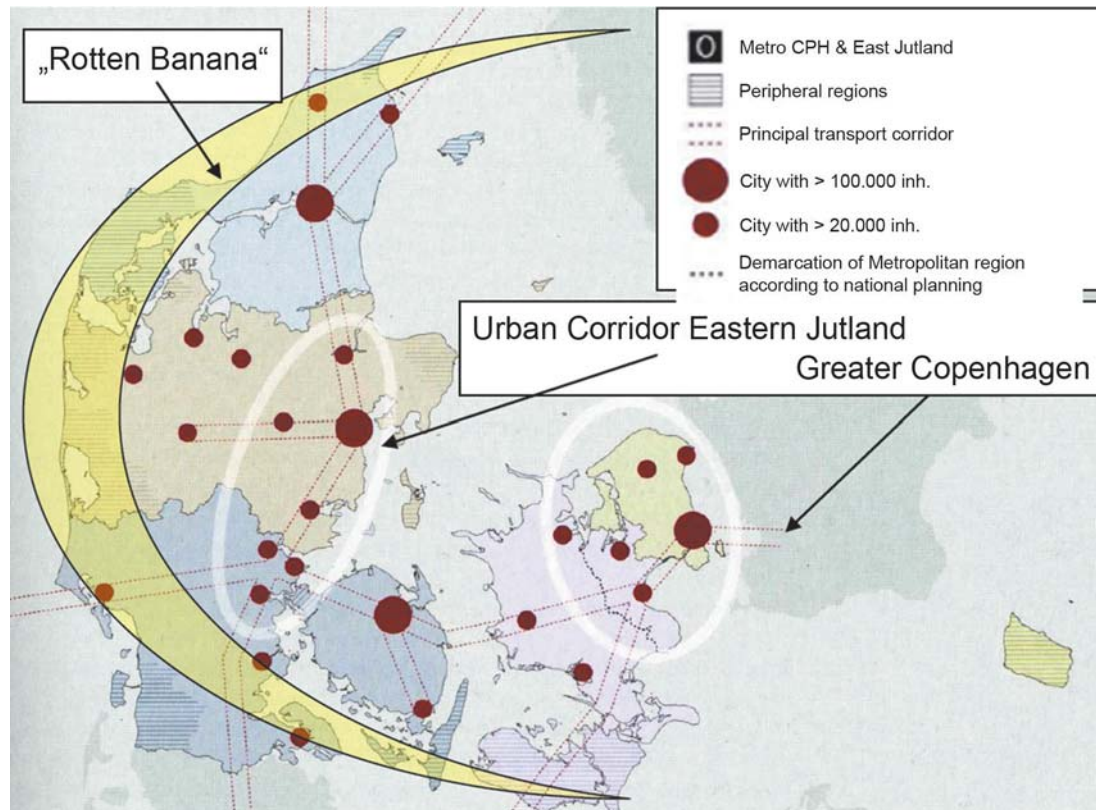 „Rotten Banana“
Metro CPH & East Jutland
Peripheral regions
Principal transport corridor
City with > 100.000 inh.
City with > 20.000 inh.
Demarcation of Metropolitan region
according to national planning
Urban Corridor Eastern Jutland
Greater Copenhagen